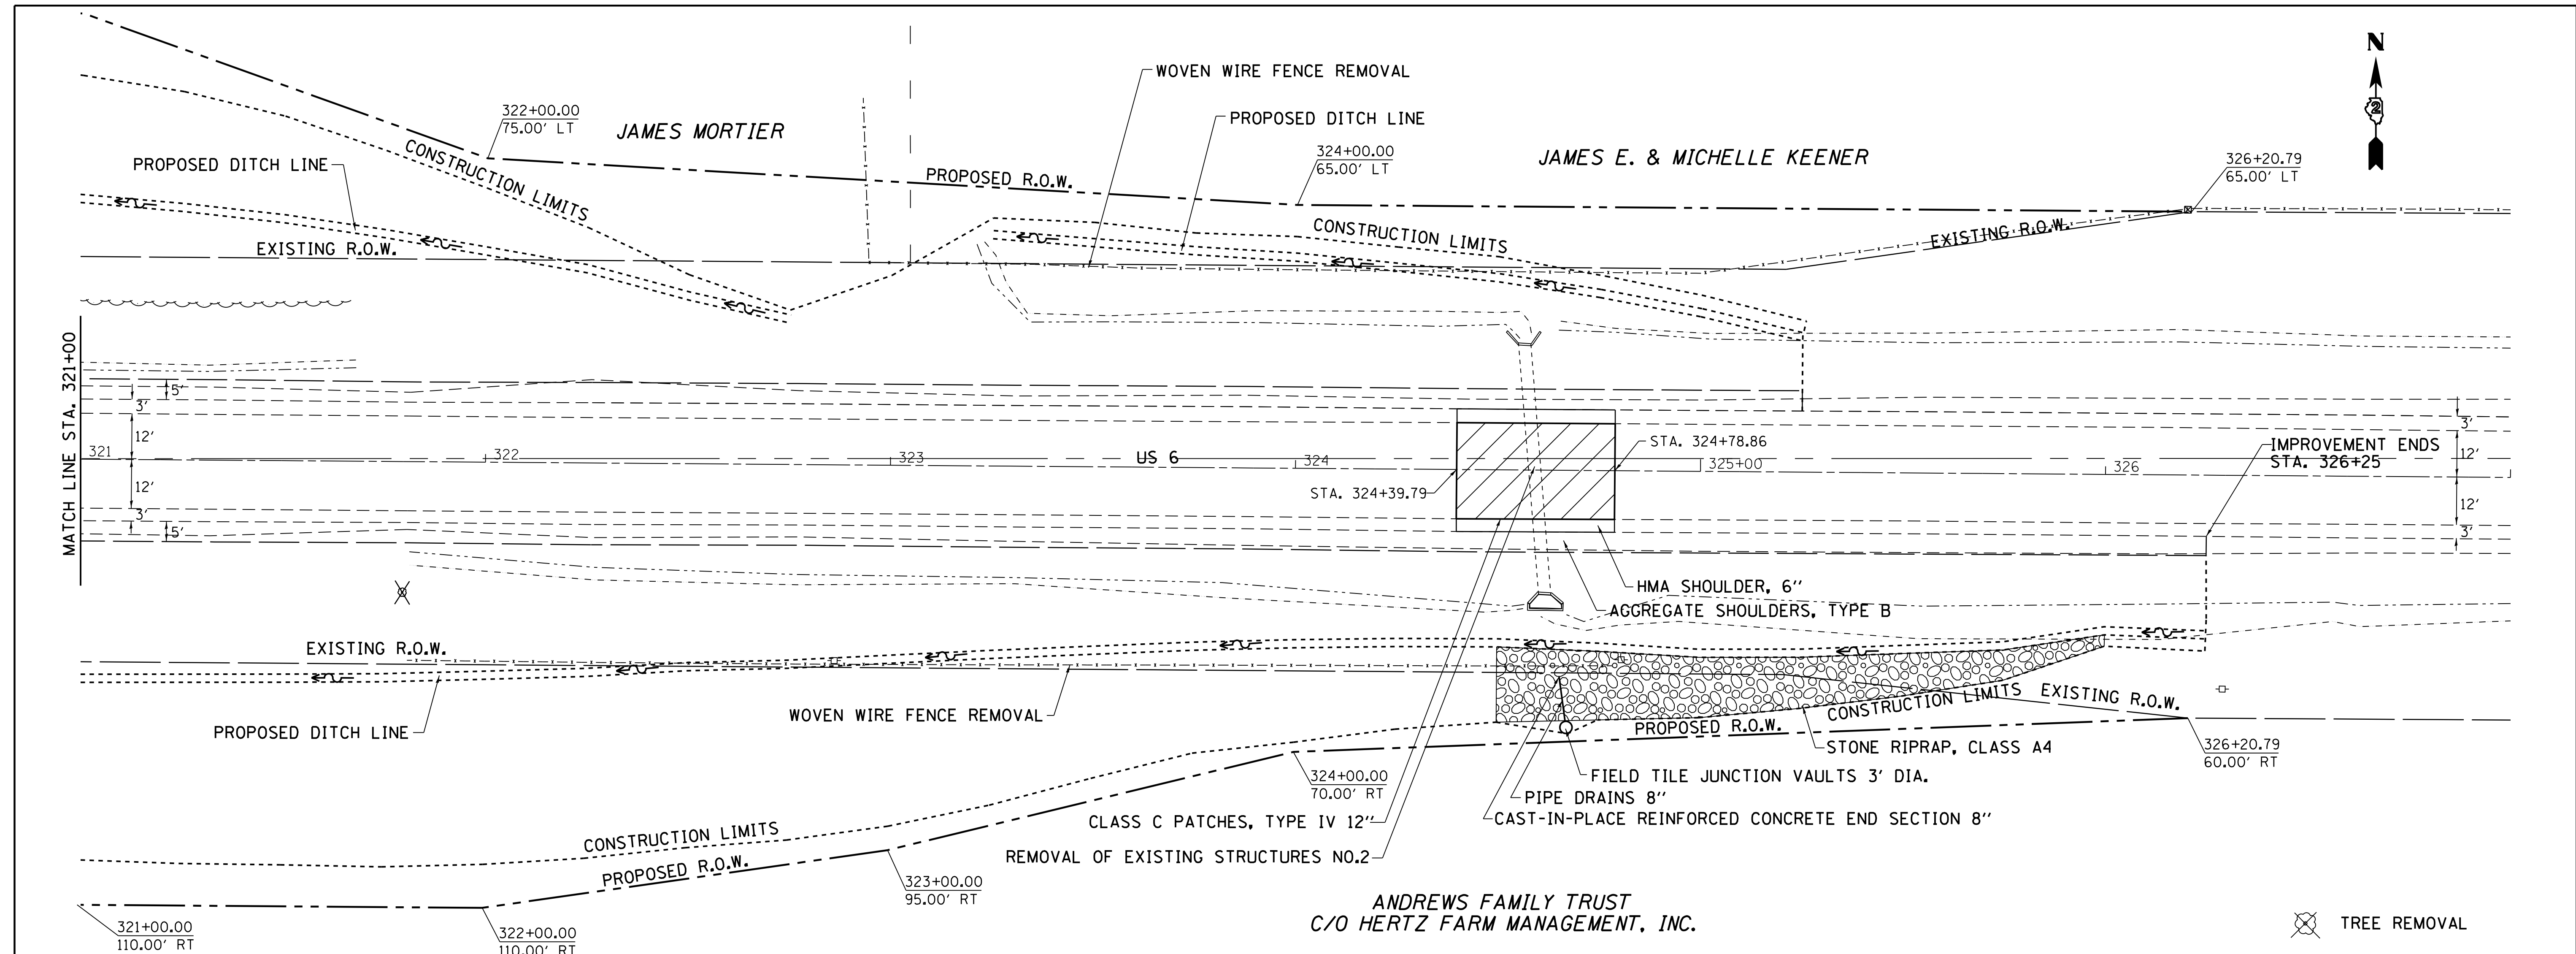 N
2
WOVEN WIRE FENCE REMOVAL
322+00.00
75.00' LT
JAMES MORTIER
PROPOSED DITCH LINE
324+00.00
65.00' LT
JAMES E. & MICHELLE KEENER
326+20.79
65.00' LT
PROPOSED DITCH LINE
CONSTRUCTION LIMITS
PROPOSED R.O.W.
CONSTRUCTION LIMITS
EXISTING R.O.W.
EXISTING R.O.W.
MATCH LINE STA. 321+00
5'
3'
12'
12'
3'
5'
321
322
323
US 6
324
325+00
326
STA. 324+78.86
STA. 324+39.79
IMPROVEMENT ENDS
STA. 326+25
3'
12'
12'
3'
HMA SHOULDER, 6''
AGGREGATE SHOULDERS, TYPE B
EXISTING R.O.W.
PROPOSED DITCH LINE
WOVEN WIRE FENCE REMOVAL
CONSTRUCTION LIMITS
EXISTING R.O.W.
PROPOSED R.O.W.
STONE RIPRAP, CLASS A4
326+20.79
60.00' RT
324+00.00
70.00' RT
FIELD TILE JUNCTION VAULTS 3' DIA.
PIPE DRAINS 8''
CAST-IN-PLACE REINFORCED CONCRETE END SECTION 8''
CLASS C PATCHES, TYPE IV 12''
REMOVAL OF EXISTING STRUCTURES NO.2
CONSTRUCTION LIMITS
PROPOSED R.O.W.
323+00.00
95.00' RT
321+00.00
110.00' RT
322+00.00
110.00' RT
ANDREWS FAMILY TRUST
C/O HERTZ FARM MANAGEMENT, INC.
TREE REMOVAL